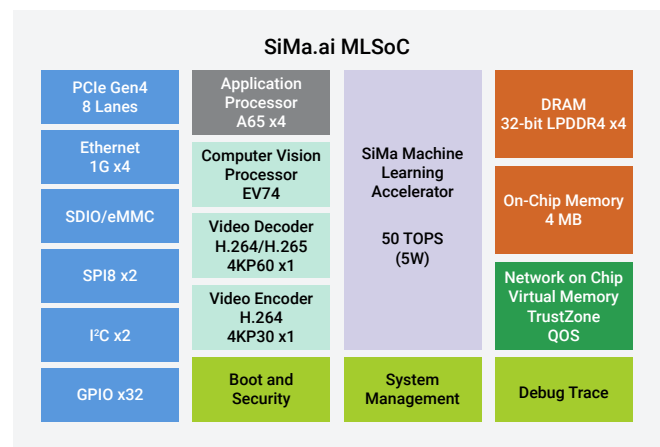 SiMa.ai MLSoC
PCIe Gen4
8 Lanes
Ethernet
1G x4
SDIO/eMMC
SPI8 x2
I²C x2
GPIO x32
Application
Processor
A65 x4
Computer Vision
Processor
EV74
Video Decoder
H.264/H.265
4KP60 x1
Video Encoder
H.264
4KP30 x1
Boot and
Security
SiMa Machine
Learning
Accelerator
50 TOPS
(5W)
System
Management
DRAM
32-bit LPDDR4 x4
On-Chip Memory
4 MB
Network on Chip
Virtual Memory
TrustZone
QOS
Debug Trace